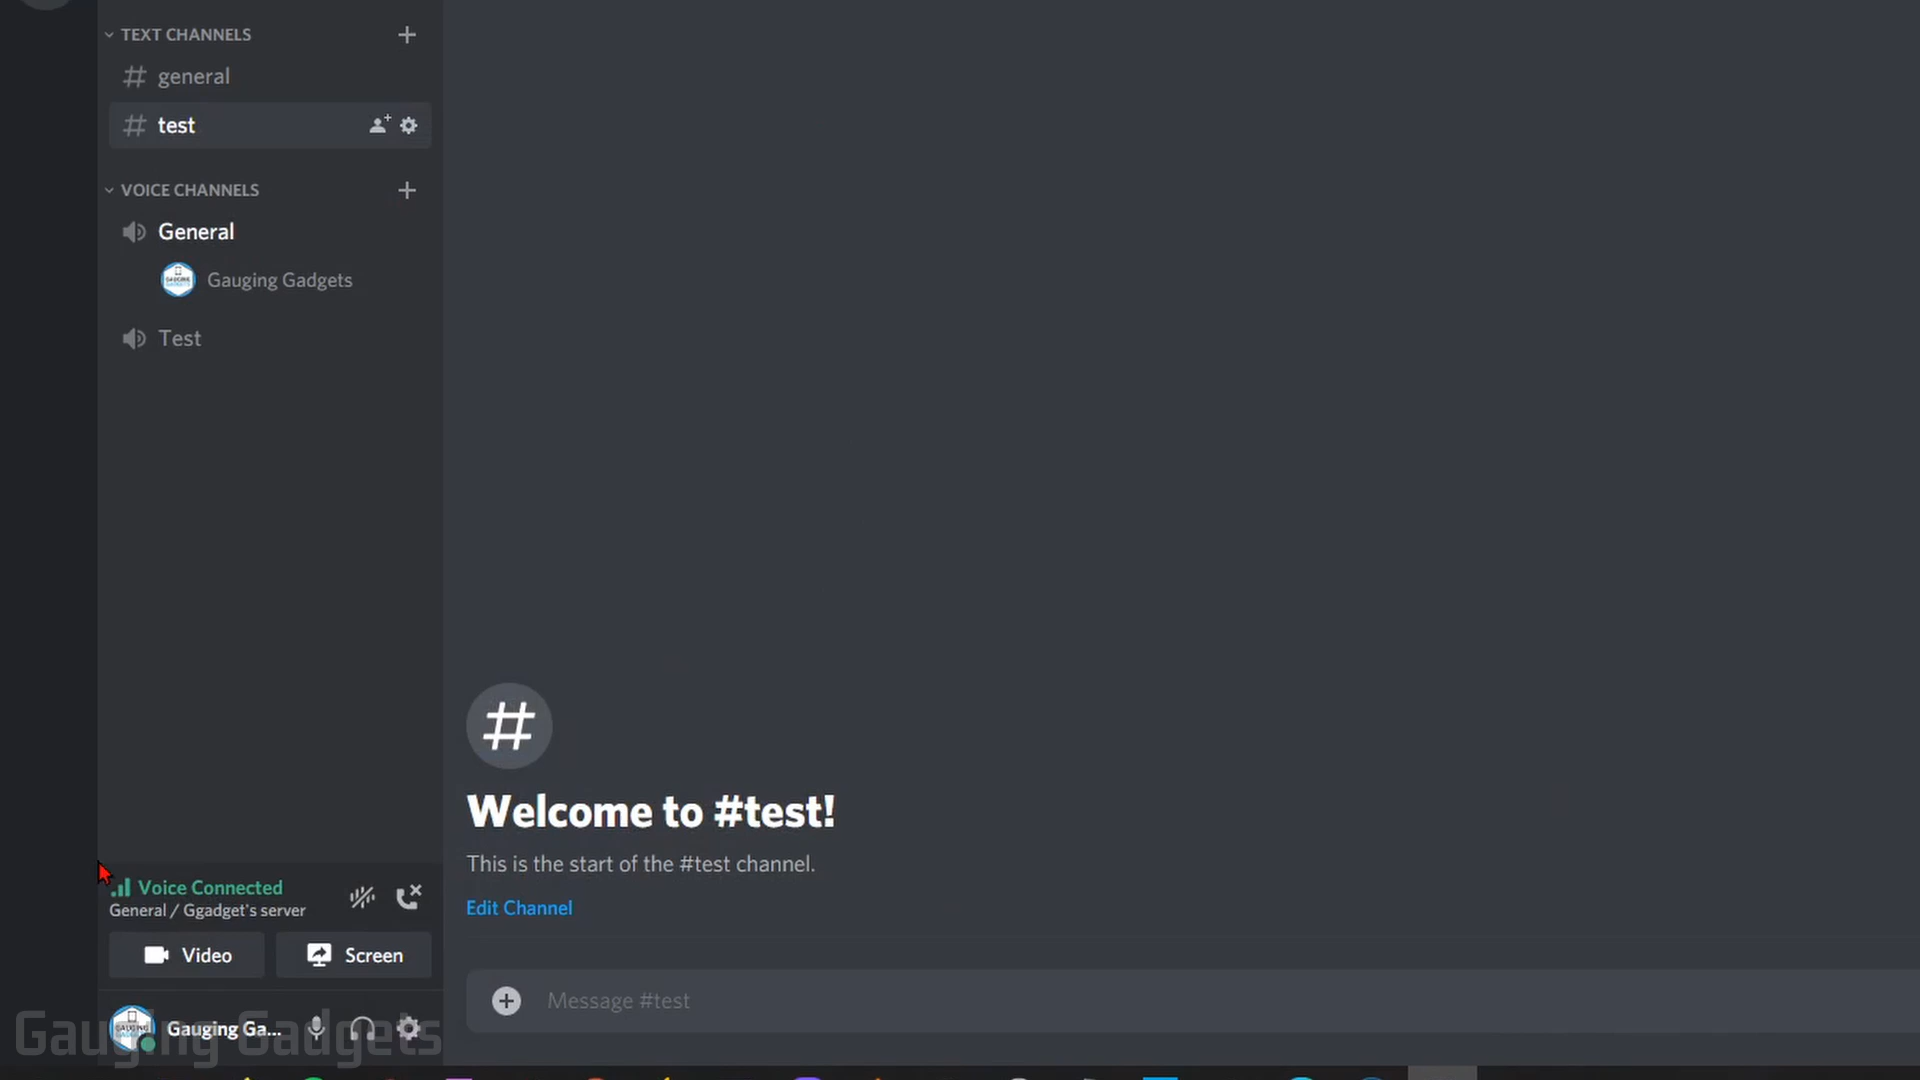 TEXT CHANNELS
general
test
VOICE CHANNELS
General
Gauging Gadgets
Test
Welcome to #test!
This is the start of the #test channel.
Edit Channel
Voice Connected
General / Ggadget's server
Video
Screen
Message #test
Gauging Ga...
Gauging Gadgets